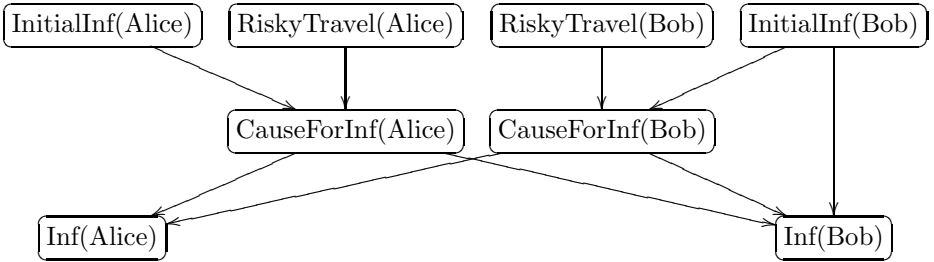 InitialInf(Alice) RiskyTravel(Alice) RiskyTravel(Bob) InitialInf(Bob)
CauseForInf(Alice) CauseForInf(Bob)
Inf(Alice) Inf(Bob)